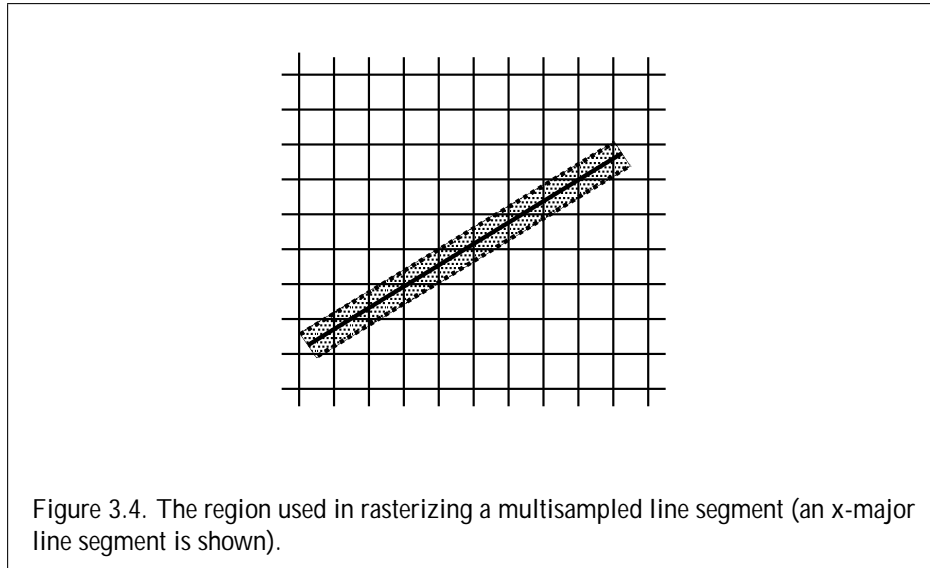 Figure 3.4. The region used in rasterizing a multisampled line segment (an x-major
line segment is shown).